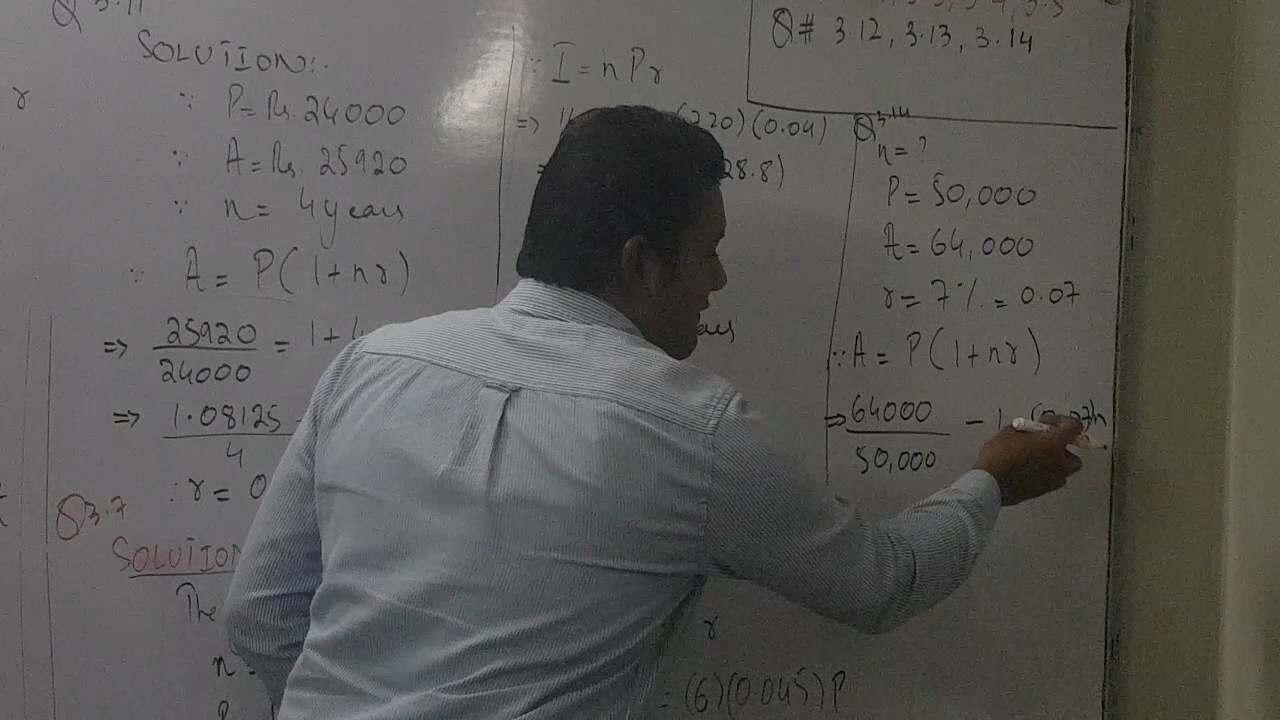 Q 3.11
SOLUTION:-
r
∵ P = Rs. 24000
∵ A = Rs. 25920
∵ n = 4 years
∵ A = P(1+nr)
⇒ 25920 / 24000 = 1+
⇒ 1.08125 / 4
∴ r = 0
Q 3.7
SOLUTION
The
n =
∵ I = nPr
⇒ 220)(0.04)
= 28.8)
r
= (6)(0.045)P
Q# 3.12, 3.13, 3.14
Q 3.14
n = ?
P = 50,000
A = 64,000
r = 7% = 0.07
∵ A = P(1+nr)
⇒ 64000 / 50,000 - 1 (0.07)n